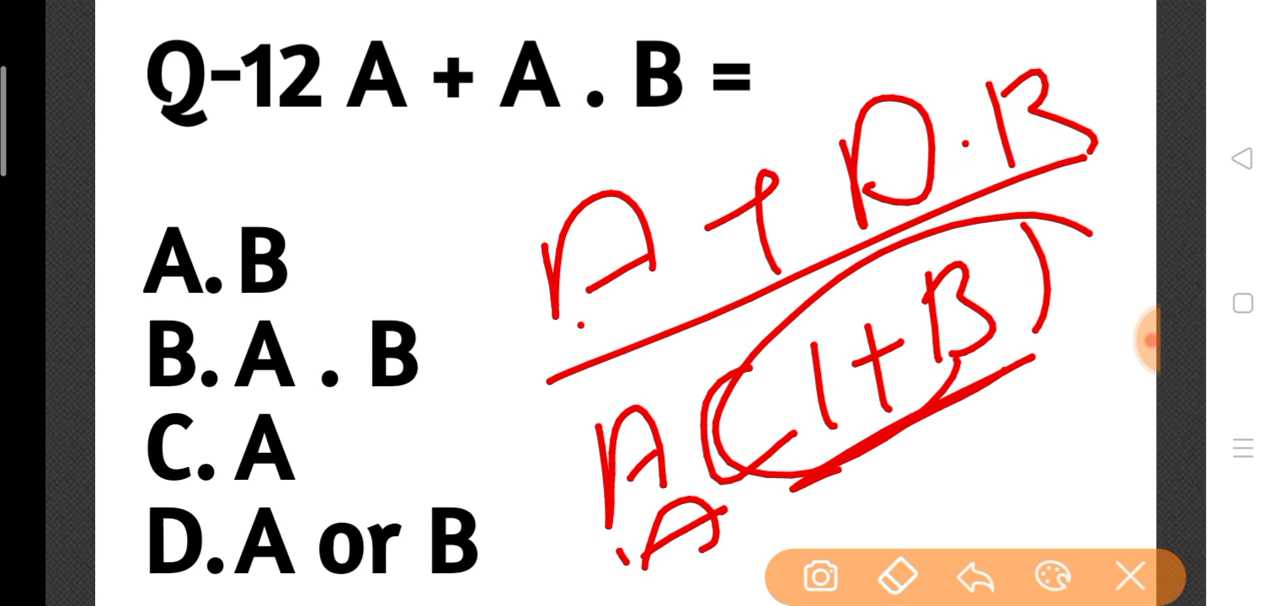 Q-12 A + A . B =
A + A . B
A. B
A (1 + B)
B. A . B
C. A
A
D. A or B